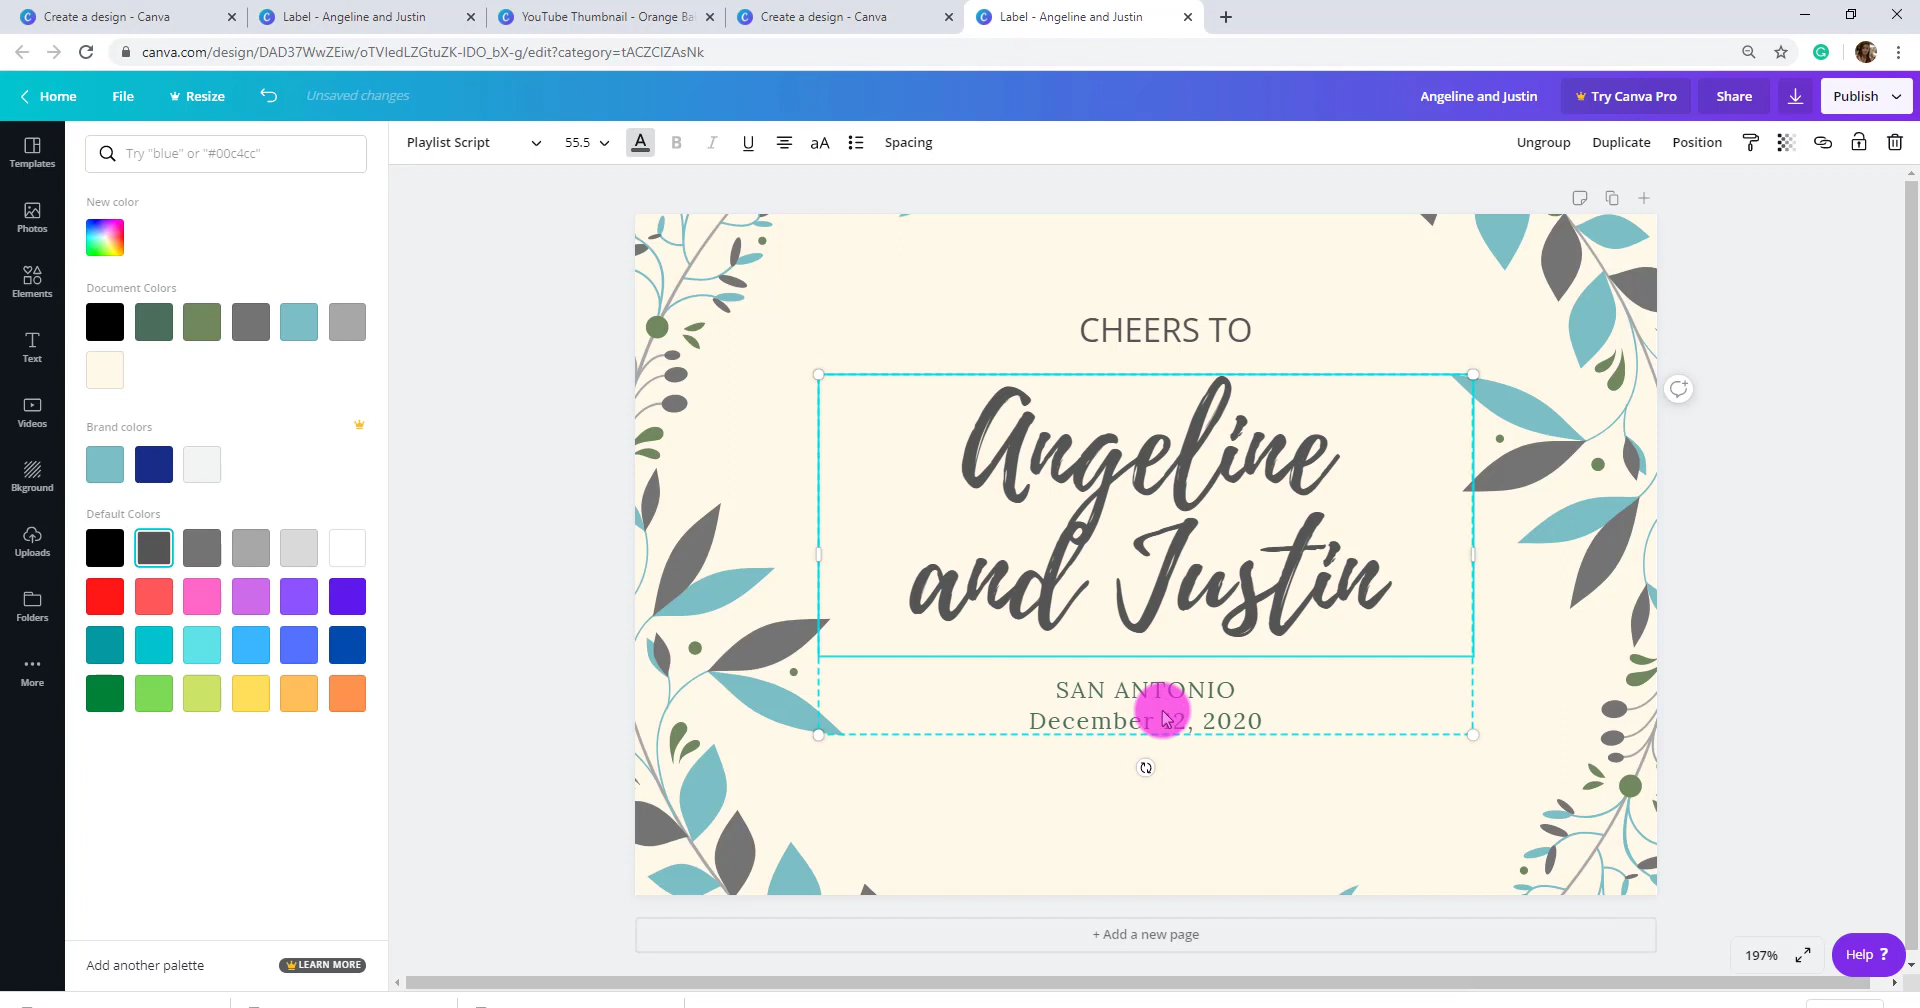 Create a design - Canva
Label - Angeline and Justin
YouTube Thumbnail - Orange Ba
Create a design - Canva
Label - Angeline and Justin
canva.com/design/DAD37WwZEiw/oTVIedLZGtuZK-IDO_bX-g/edit?category=tACZCIZAsNk
Home
File
Resize
Unsaved changes
Angeline and Justin
Try Canva Pro
Share
Publish
Playlist Script
55.5
A
B
I
U
aA
Spacing
Ungroup
Duplicate
Position
Templates
Photos
Elements
Text
Videos
Bkground
Uploads
Folders
More
Try "blue" or "#00c4cc"
New color
Document Colors
Brand colors
Default Colors
Add another palette
LEARN MORE
CHEERS TO
Angeline
and Justin
SAN ANTONIO
December 12, 2020
+ Add a new page
197%
Help ?